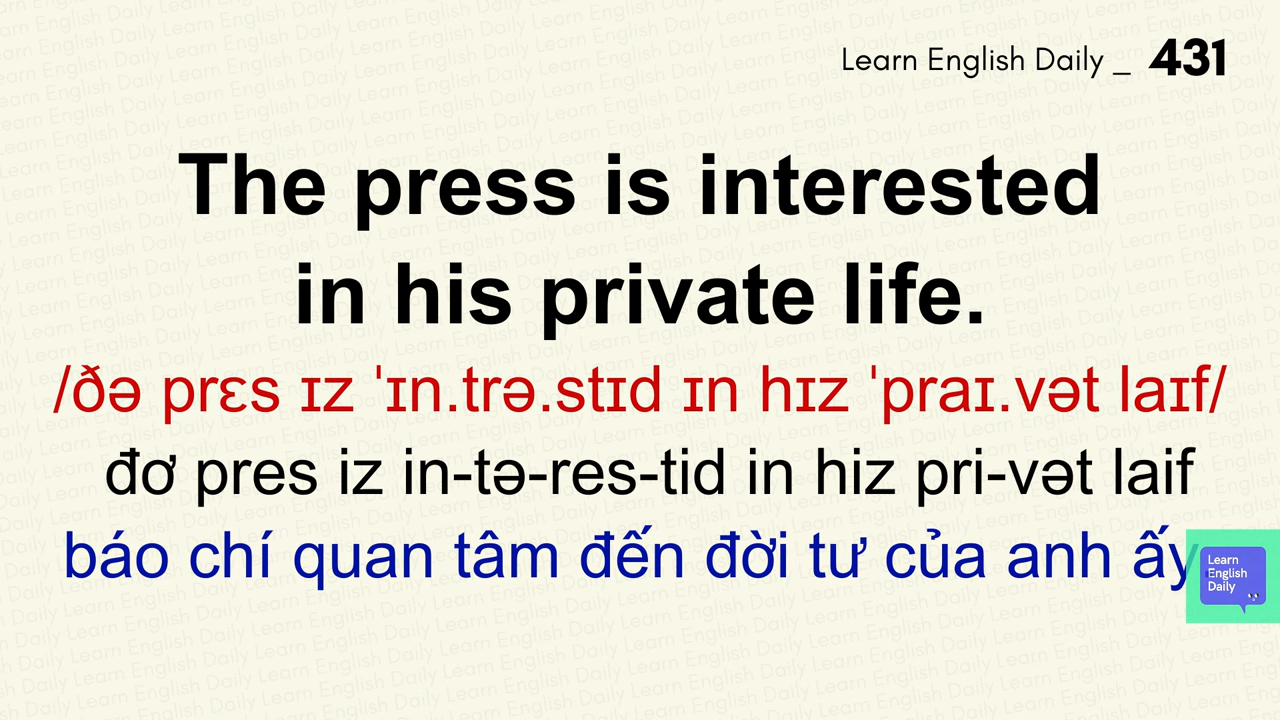 Learn English Daily _ 431
The press is interested
in his private life.
/ðə prɛs ɪz ˈɪn.trə.stɪd ɪn hɪz ˈpraɪ.vət laɪf/
đơ pres iz in-tə-res-tid in hiz pri-vət laif
báo chí quan tâm đến đời tư của anh ấy
Learn
English
Daily